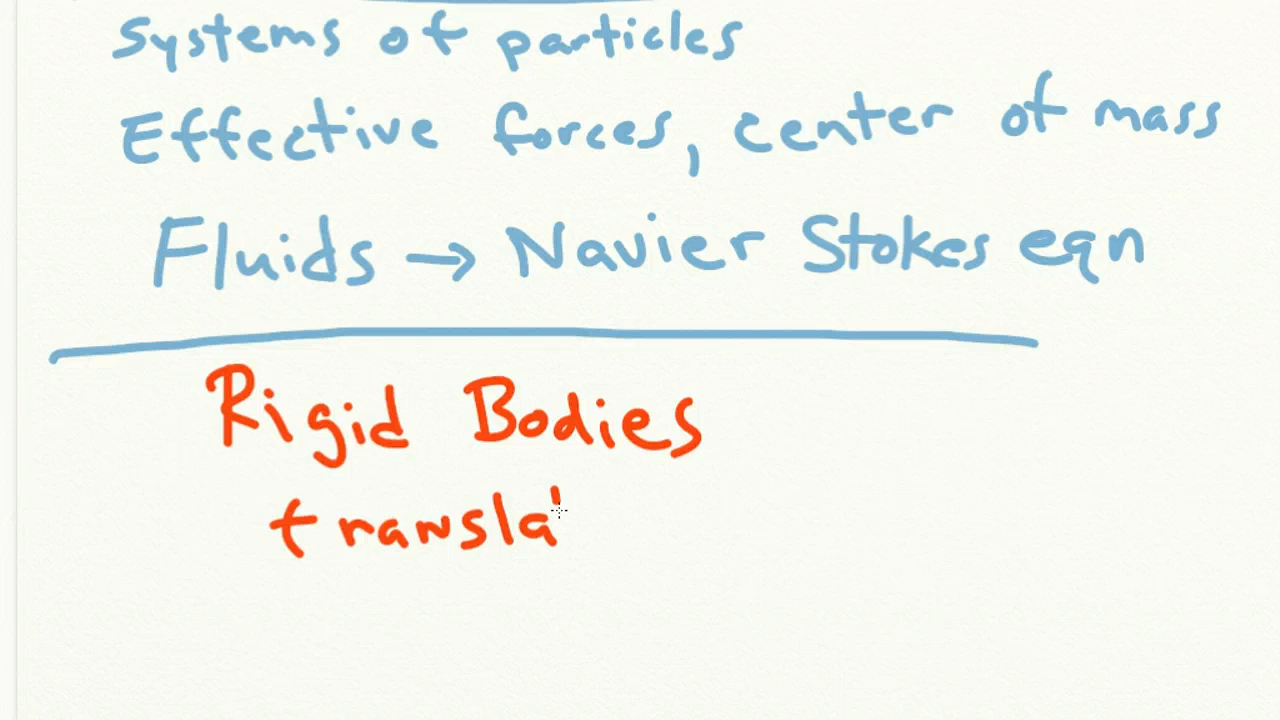 Systems of particles
Effective forces, center of mass
Fluids → Navier Stokes eqn
Rigid Bodies
transla